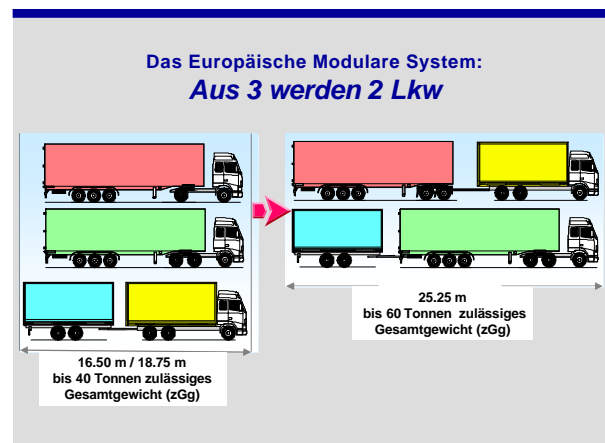 Das Europäische Modulare System:
Aus 3 werden 2 Lkw
16.50 m / 18.75 m
bis 40 Tonnen zulässiges
Gesamtgewicht (zGg)
25.25 m
bis 60 Tonnen zulässiges
Gesamtgewicht (zGg)